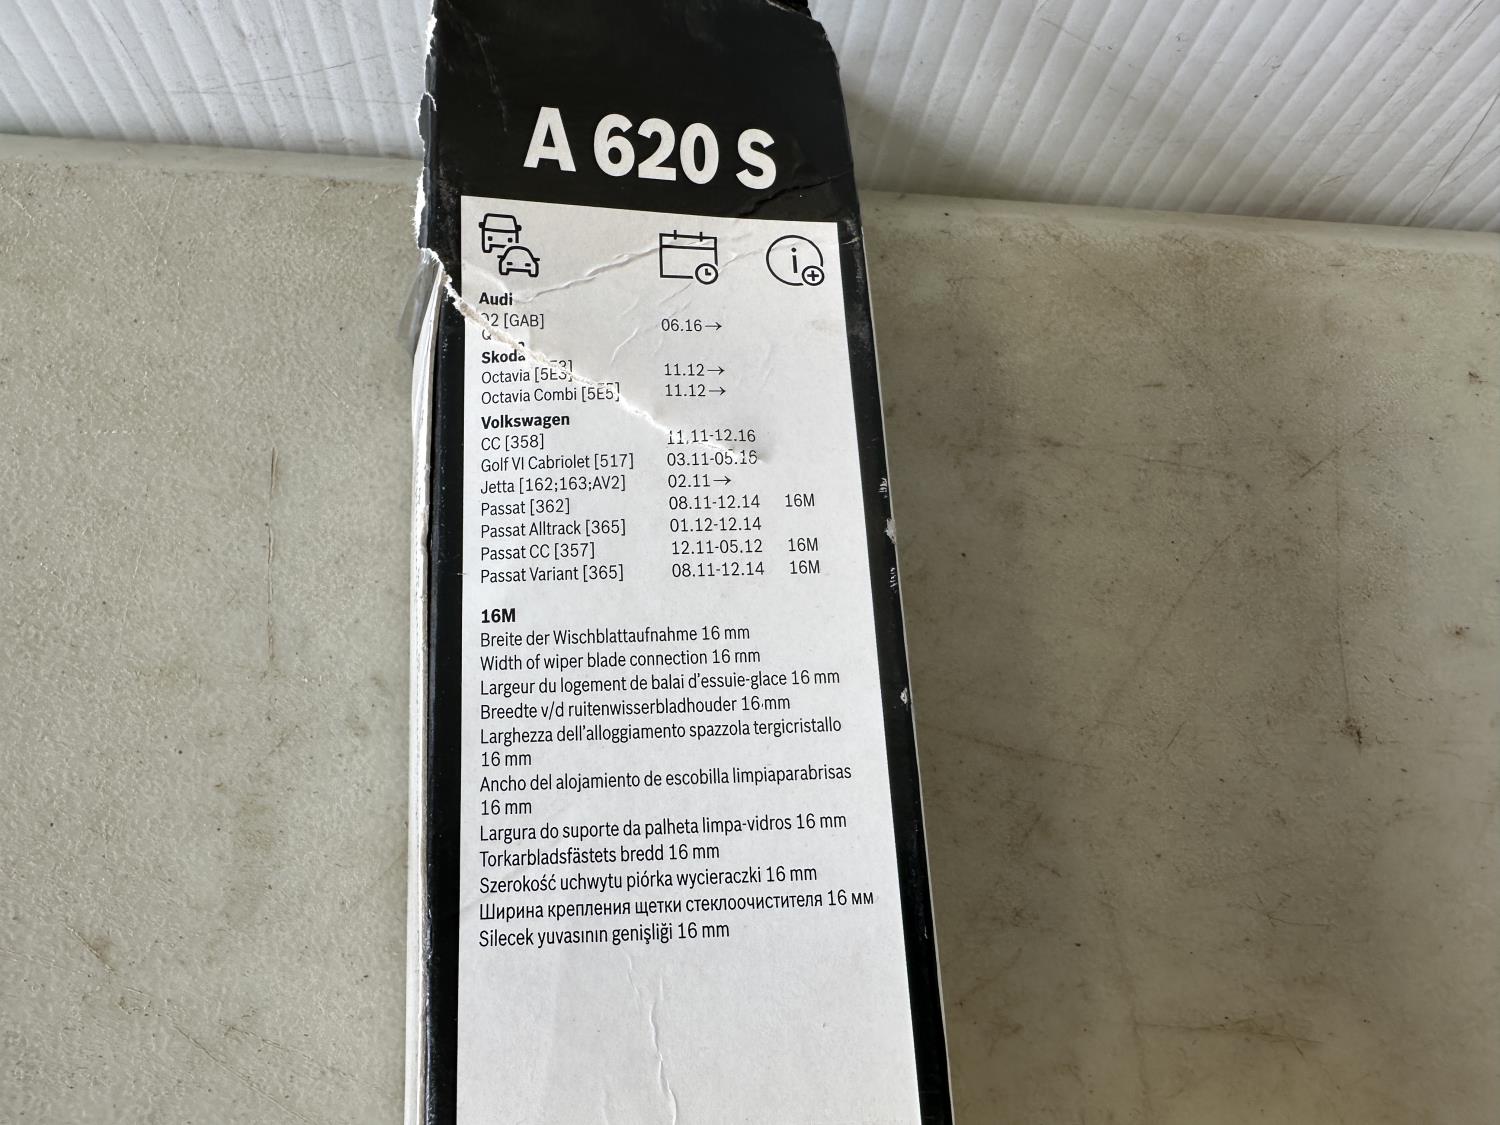 A 620 S
Audi
[GAB] 06.16→
Skoda
Octavia [5E3] 11.12→
Octavia Combi [5E5] 11.12→
Volkswagen
CC [358] 11.11-12.16
Golf VI Cabriolet [517] 03.11-05.16
Jetta [162;163;AV2] 02.11→
Passat [362] 08.11-12.14 16M
Passat Alltrack [365] 01.12-12.14
Passat CC [357] 12.11-05.12 16M
Passat Variant [365] 08.11-12.14 16M
16M
Breite der Wischblattaufnahme 16 mm
Width of wiper blade connection 16 mm
Largeur du logement de balai d'essuie-glace 16 mm
Breedte v/d ruitenwisserbladhouder 16 mm
Larghezza dell'alloggiamento spazzola tergicristallo
16 mm
Ancho del alojamiento de escobilla limpiaparabrisas
16 mm
Largura do suporte da palheta limpa-vidros 16 mm
Torkarbladsfästets bredd 16 mm
Szerokość uchwytu piórka wycieraczki 16 mm
Ширина крепления щетки стеклоочистителя 16 мм
Silecek yuvasının genişliği 16 mm